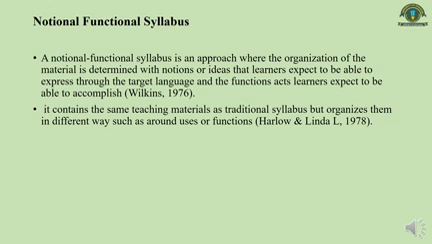 Notional Functional Syllabus
• A notional-functional syllabus is an approach where the organization of the
material is determined with notions or ideas that learners expect to be able to
express through the target language and the functions acts learners expect to be
able to accomplish (Wilkins, 1976).
• it contains the same teaching materials as traditional syllabus but organizes them
in different way such as around uses or functions (Harlow & Linda L, 1978).